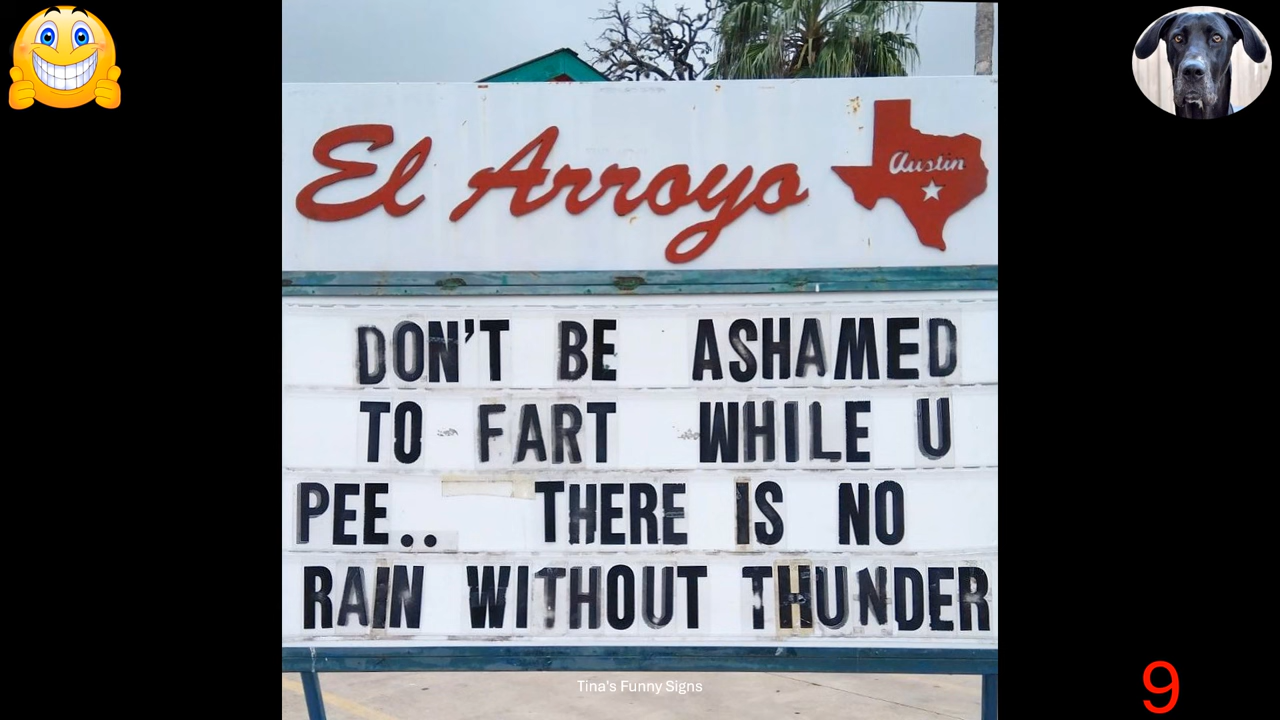 El Arroyo
Austin
DON'T BE ASHAMED
TO FART WHILE U
PEE.. THERE IS NO
RAIN WITHOUT THUNDER
Tina's Funny Signs
9